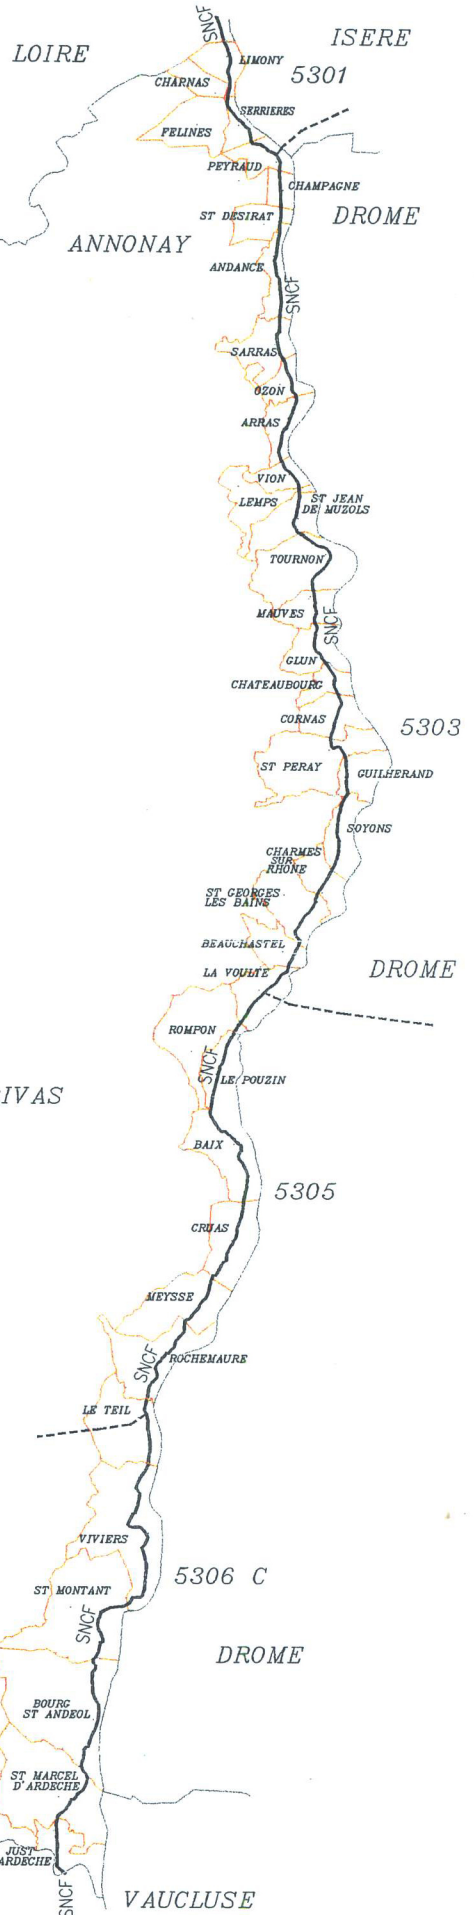 SNCF
LOIRE
ISERE
LIMONY
5301
CHARNAS
SERRIERES
FELINES
PEYRAUD
CHAMPAGNE
ST DESIRAT
DROME
ANNONAY
ANDANCE
SNCF
SARRAS
OZON
ARRAS
VION
LEMPS
ST JEAN
DE MUZOLS
TOURNON
MAUVES
SNCF
GLUN
CHATEAUBOURG
CORNAS
5303
ST PERAY
GUILHERAND
SOYONS
CHARMES
SUR
RHONE
ST GEORGES
LES BAINS
BEAUCHASTEL
LA VOULTE
DROME
ROMPON
SNCF
LE POUZIN
IVAS
BAIX
5305
CRUAS
MEYSSE
SNCF
ROCHEMAURE
LE TEIL
VIVIERS
5306 C
ST MONTANT
SNCF
DROME
BOURG
ST ANDEOL
ST MARCEL
D'ARDECHE
JUST
ARDECHE
SNCF
VAUCLUSE